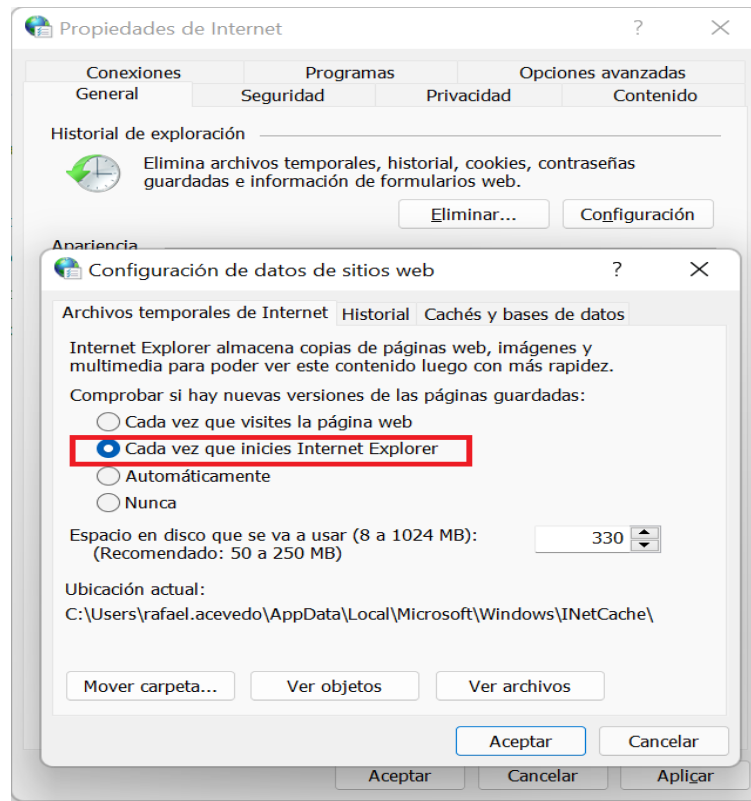 Propiedades de Internet
?
Conexiones Programas Opciones avanzadas
General Seguridad Privacidad Contenido
Historial de exploración
Elimina archivos temporales, historial, cookies, contraseñas
guardadas e información de formularios web.
Eliminar... Configuración
Apariencia
Configuración de datos de sitios web ?
Archivos temporales de Internet Historial Cachés y bases de datos
Internet Explorer almacena copias de páginas web, imágenes y
multimedia para poder ver este contenido luego con más rapidez.
Comprobar si hay nuevas versiones de las páginas guardadas:
Cada vez que visites la página web
Cada vez que inicies Internet Explorer
Automáticamente
Nunca
Espacio en disco que se va a usar (8 a 1024 MB): 330
(Recomendado: 50 a 250 MB)
Ubicación actual:
C:\Users\rafael.acevedo\AppData\Local\Microsoft\Windows\INetCache\
Mover carpeta... Ver objetos Ver archivos
Aceptar Cancelar
Aceptar Cancelar Aplicar